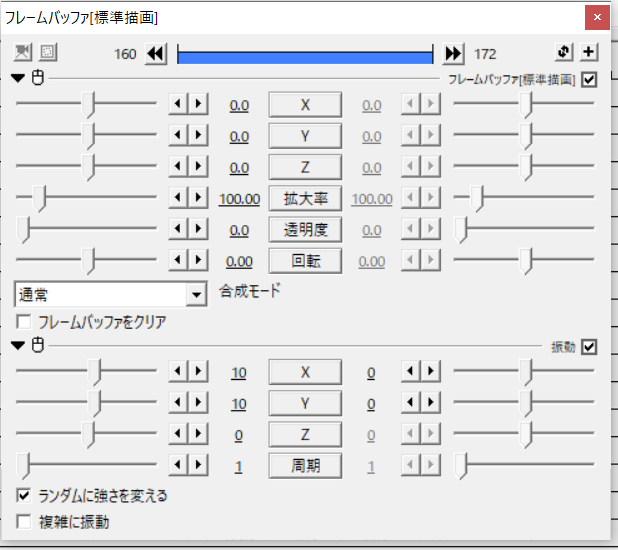 フレームバッファ[標準描画]
160 172
フレームバッファ[標準描画]
0.0 X 0.0
0.0 Y 0.0
0.0 Z 0.0
100.00 拡大率 100.00
0.0 透明度 0.0
0.00 回転 0.00
通常 合成モード
フレームバッファをクリア
振動
10 X 0
10 Y 0
0 Z 0
1 周期 1
ランダムに強さを変える
複雑に振動